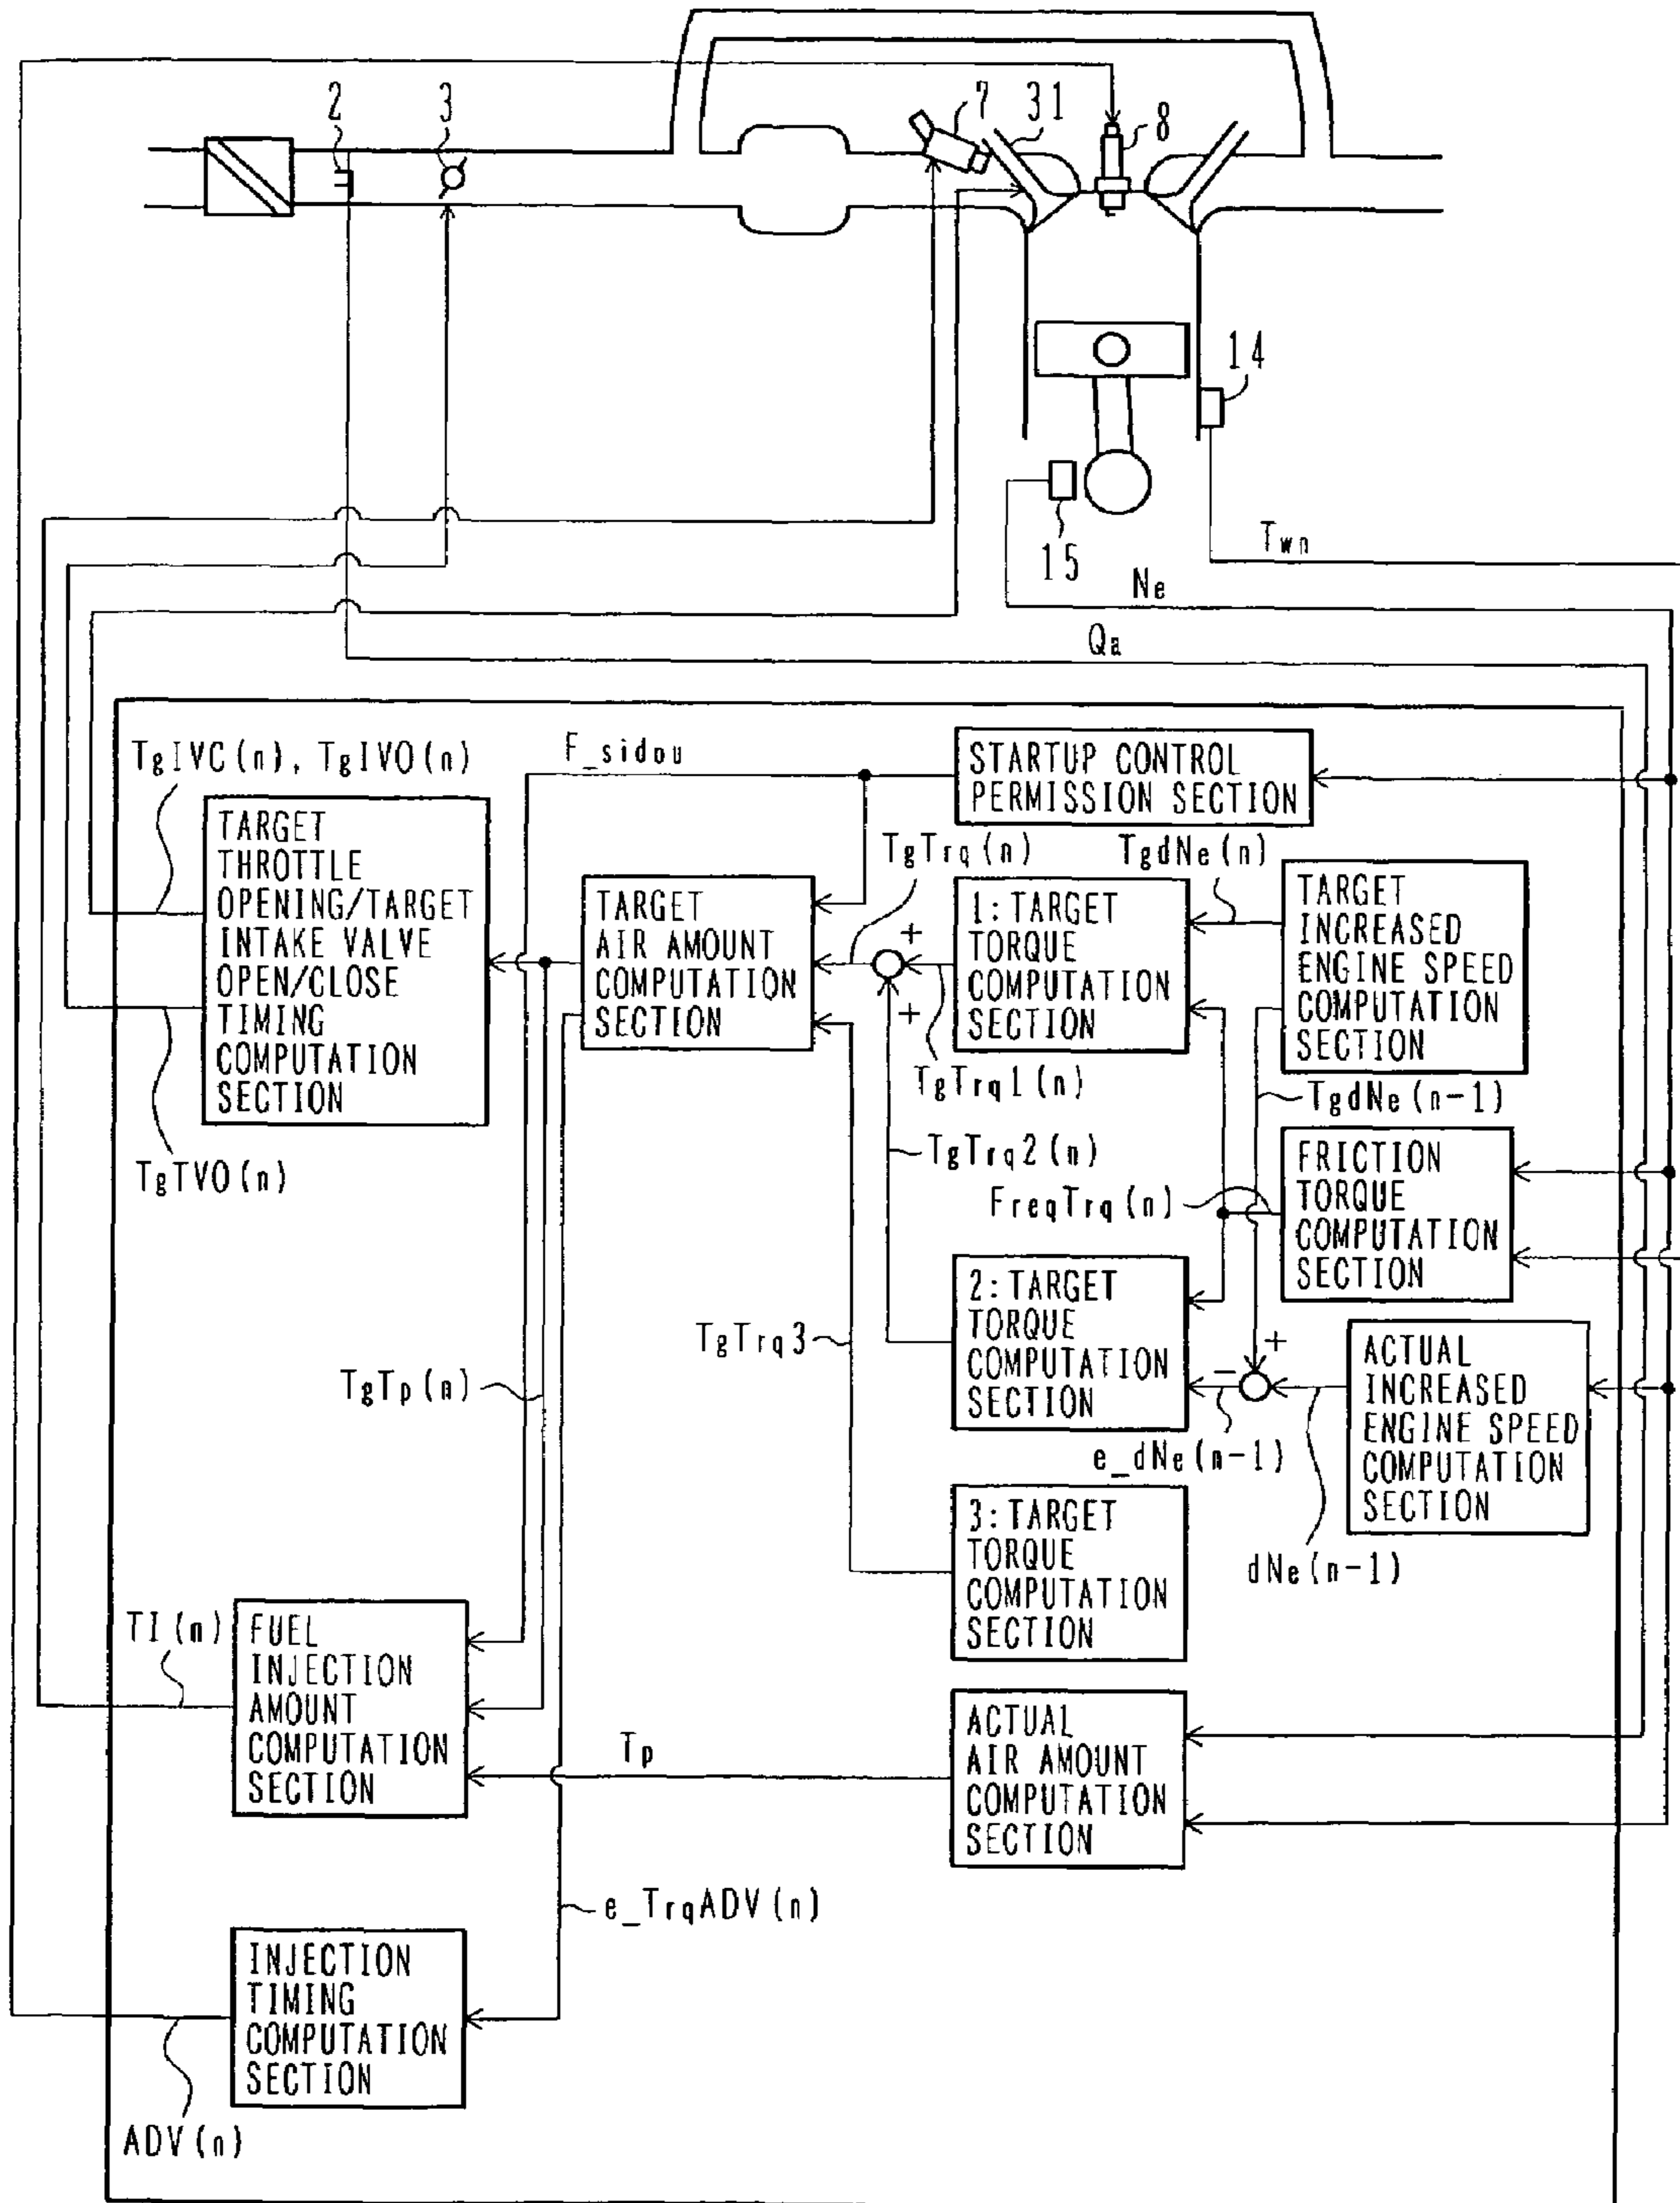 2
3
7
31
8
14
15
Twn
Ne
Qa
TgIVC(n), TgIVO(n)
F_sidou
STARTUP CONTROL
PERMISSION SECTION
TARGET
THROTTLE
OPENING/TARGET
INTAKE VALVE
OPEN/CLOSE
TIMING
COMPUTATION
SECTION
TgTVO(n)
TARGET
AIR AMOUNT
COMPUTATION
SECTION
TgTrq(n)
+
+
TgTrq1(n)
1:TARGET
TORQUE
COMPUTATION
SECTION
TgdNe(n)
TARGET
INCREASED
ENGINE SPEED
COMPUTATION
SECTION
TgdNe(n-1)
TgTrq2(n)
FreqTrq(n)
FRICTION
TORQUE
COMPUTATION
SECTION
2:TARGET
TORQUE
COMPUTATION
SECTION
+
−
e_dNe(n-1)
ACTUAL
INCREASED
ENGINE SPEED
COMPUTATION
SECTION
dNe(n-1)
TgTrq3
TgTp(n)
3:TARGET
TORQUE
COMPUTATION
SECTION
TI(n)
FUEL
INJECTION
AMOUNT
COMPUTATION
SECTION
Tp
ACTUAL
AIR AMOUNT
COMPUTATION
SECTION
e_TrqADV(n)
INJECTION
TIMING
COMPUTATION
SECTION
ADV(n)